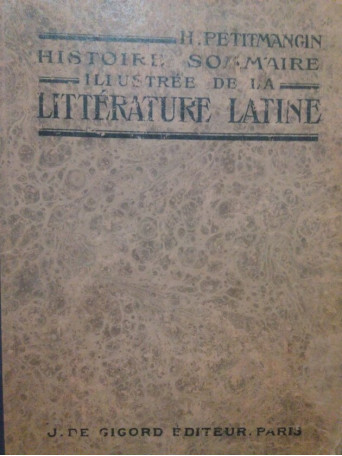 H. PETITMANGIN
HISTOIRE SOMMAIRE
ILLUSTRÉE DE LA
LITTÉRATURE LATINE
J. DE GIGORD ÉDITEUR. PARIS